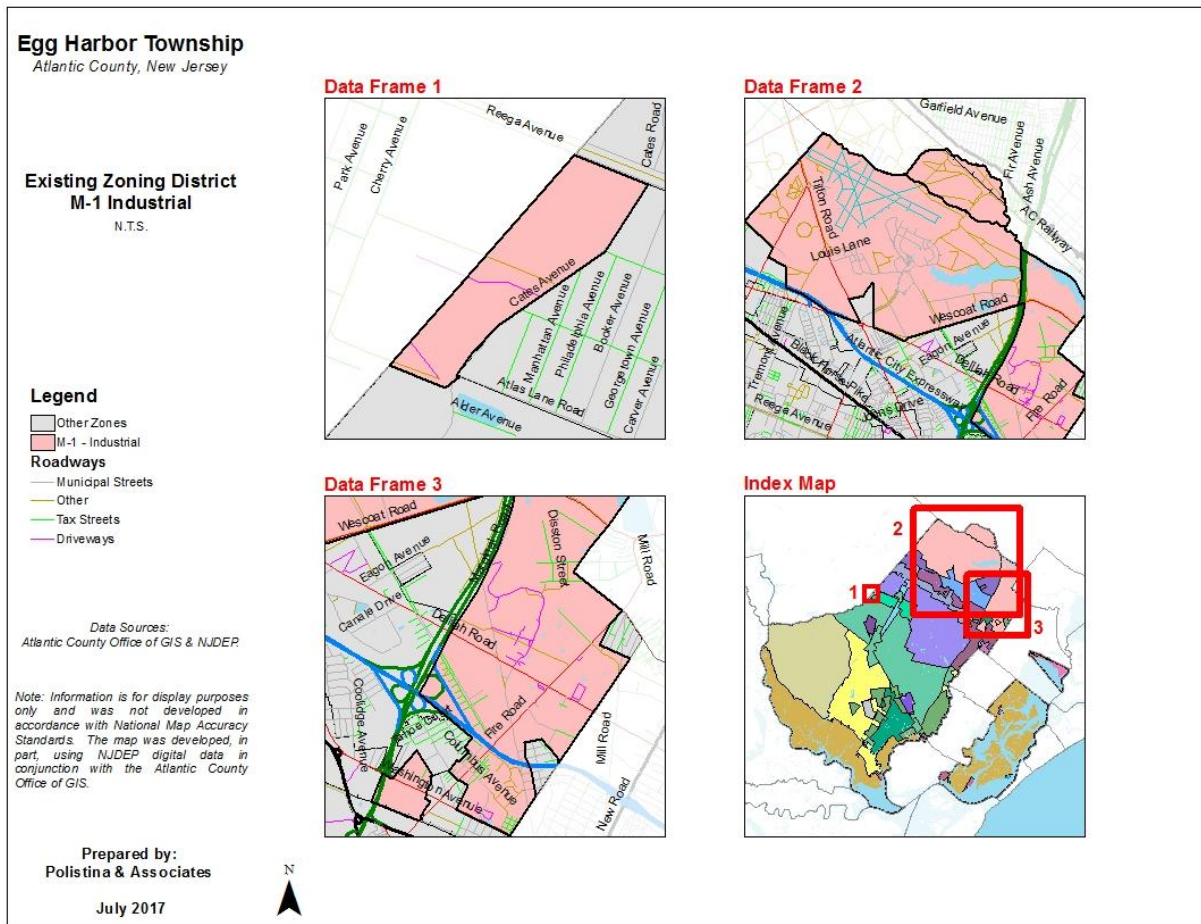 Egg Harbor Township
Atlantic County, New Jersey
Existing Zoning District
M-1 Industrial
N.T.S.
Legend
Other Zones
M-1 - Industrial
Roadways
Municipal Streets
Other
Tax Streets
Driveways
Data Sources:
Atlantic County Office of GIS & NJDEP.
Note: Information is for display purposes
only and was not developed in
accordance with National Map Accuracy
Standards. The map was developed, in
part, using NJDEP digital data in
conjunction with the Atlantic County
Office of GIS.
Prepared by:
Polistina & Associates
July 2017
N
Data Frame 1
Park Avenue
Cherry Avenue
Reega Avenue
Cates Road
Cates Avenue
Manhattan Avenue
Philadelphia Avenue
Booker Avenue
Georgetown Avenue
Carver Avenue
Atlas Lane Road
Alder Avenue
Data Frame 2
Garfield Avenue
Fir Avenue
Ash Avenue
AC Railway
Tilton Road
Louis Lane
Wescoat Road
Eagon Avenue
Delilah Road
Fire Road
Atlantic City Expressway
Black Horse Pike
Tremont Avenue
Reega Avenue
Data Frame 3
Wescoat Road
Eagon Avenue
Canale Drive
Delilah Road
Disston Street
Mill Road
Coolidge Avenue
Fire Road
Columbus Avenue
Washington Avenue
Mill Road
New Road
Index Map
1
2
3